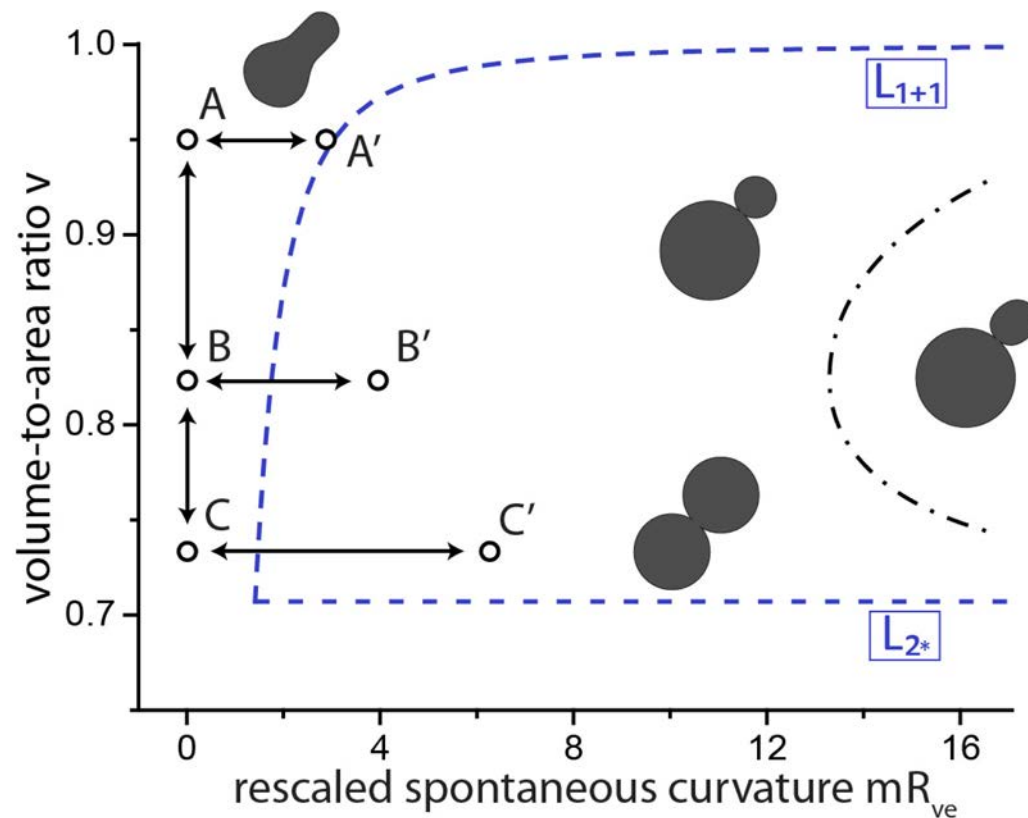 1.0
0.9
0.8
0.7
volume-to-area ratio v
A
A′
B
B′
C
C′
L1+1
L2*
0
4
8
12
16
rescaled spontaneous curvature mRve